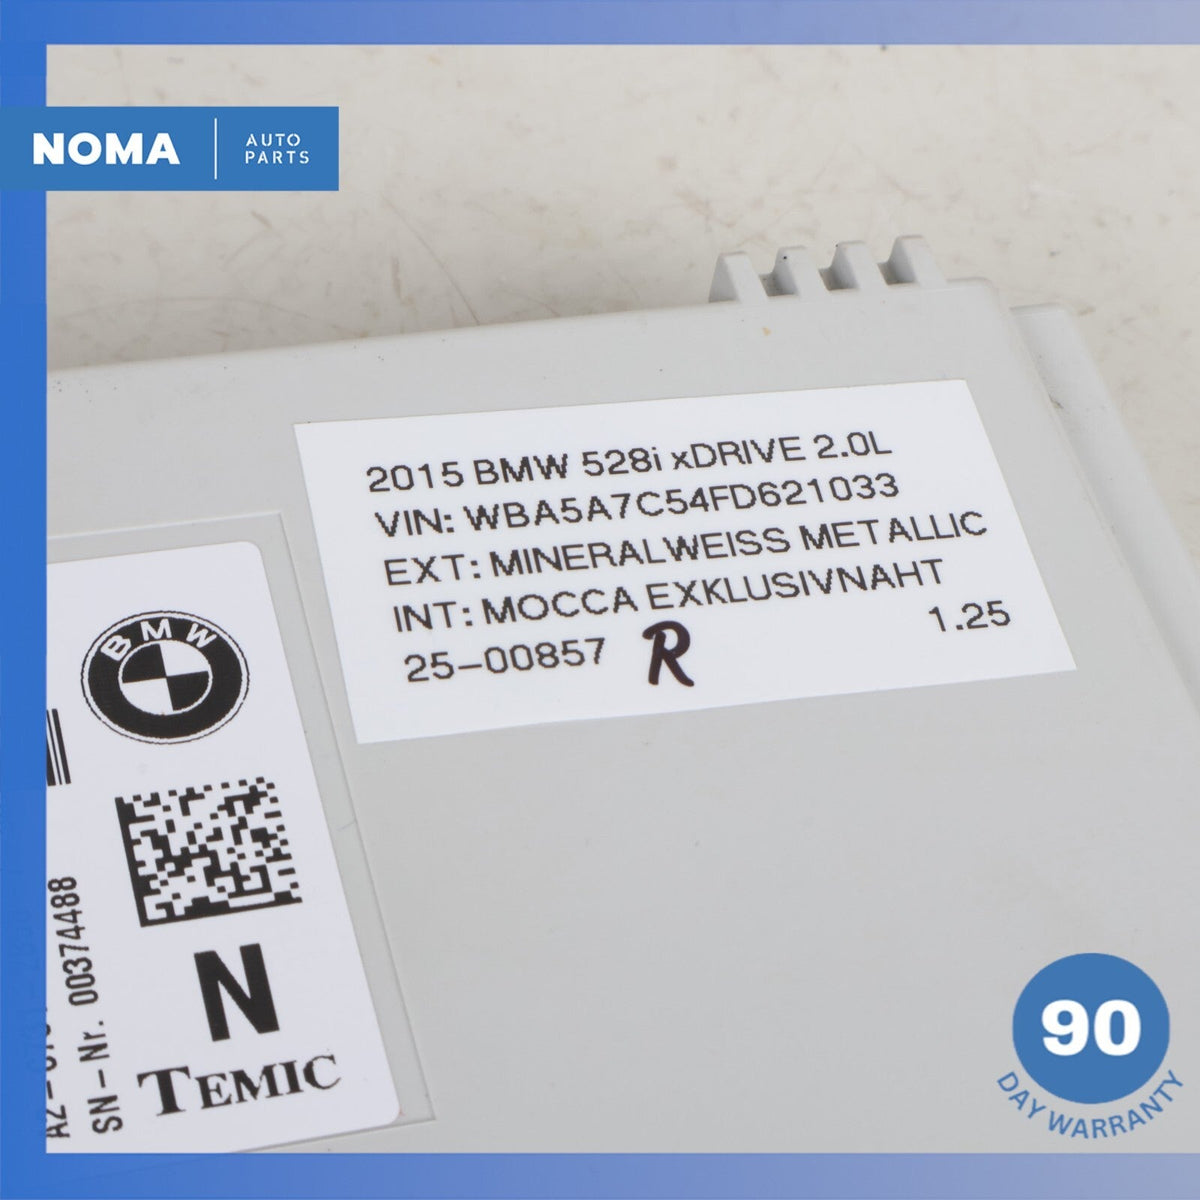 NOMA AUTO PARTS
2015 BMW 528i xDRIVE 2.0L
VIN: WBA5A7C54FD621033
EXT: MINERALWEISS METALLIC
INT: MOCCA EXKLUSIVNAHT
25-00857 R 1.25
BMW
SN-Nr. 00374488
N
TEMIC
90
DAY WARRANTY